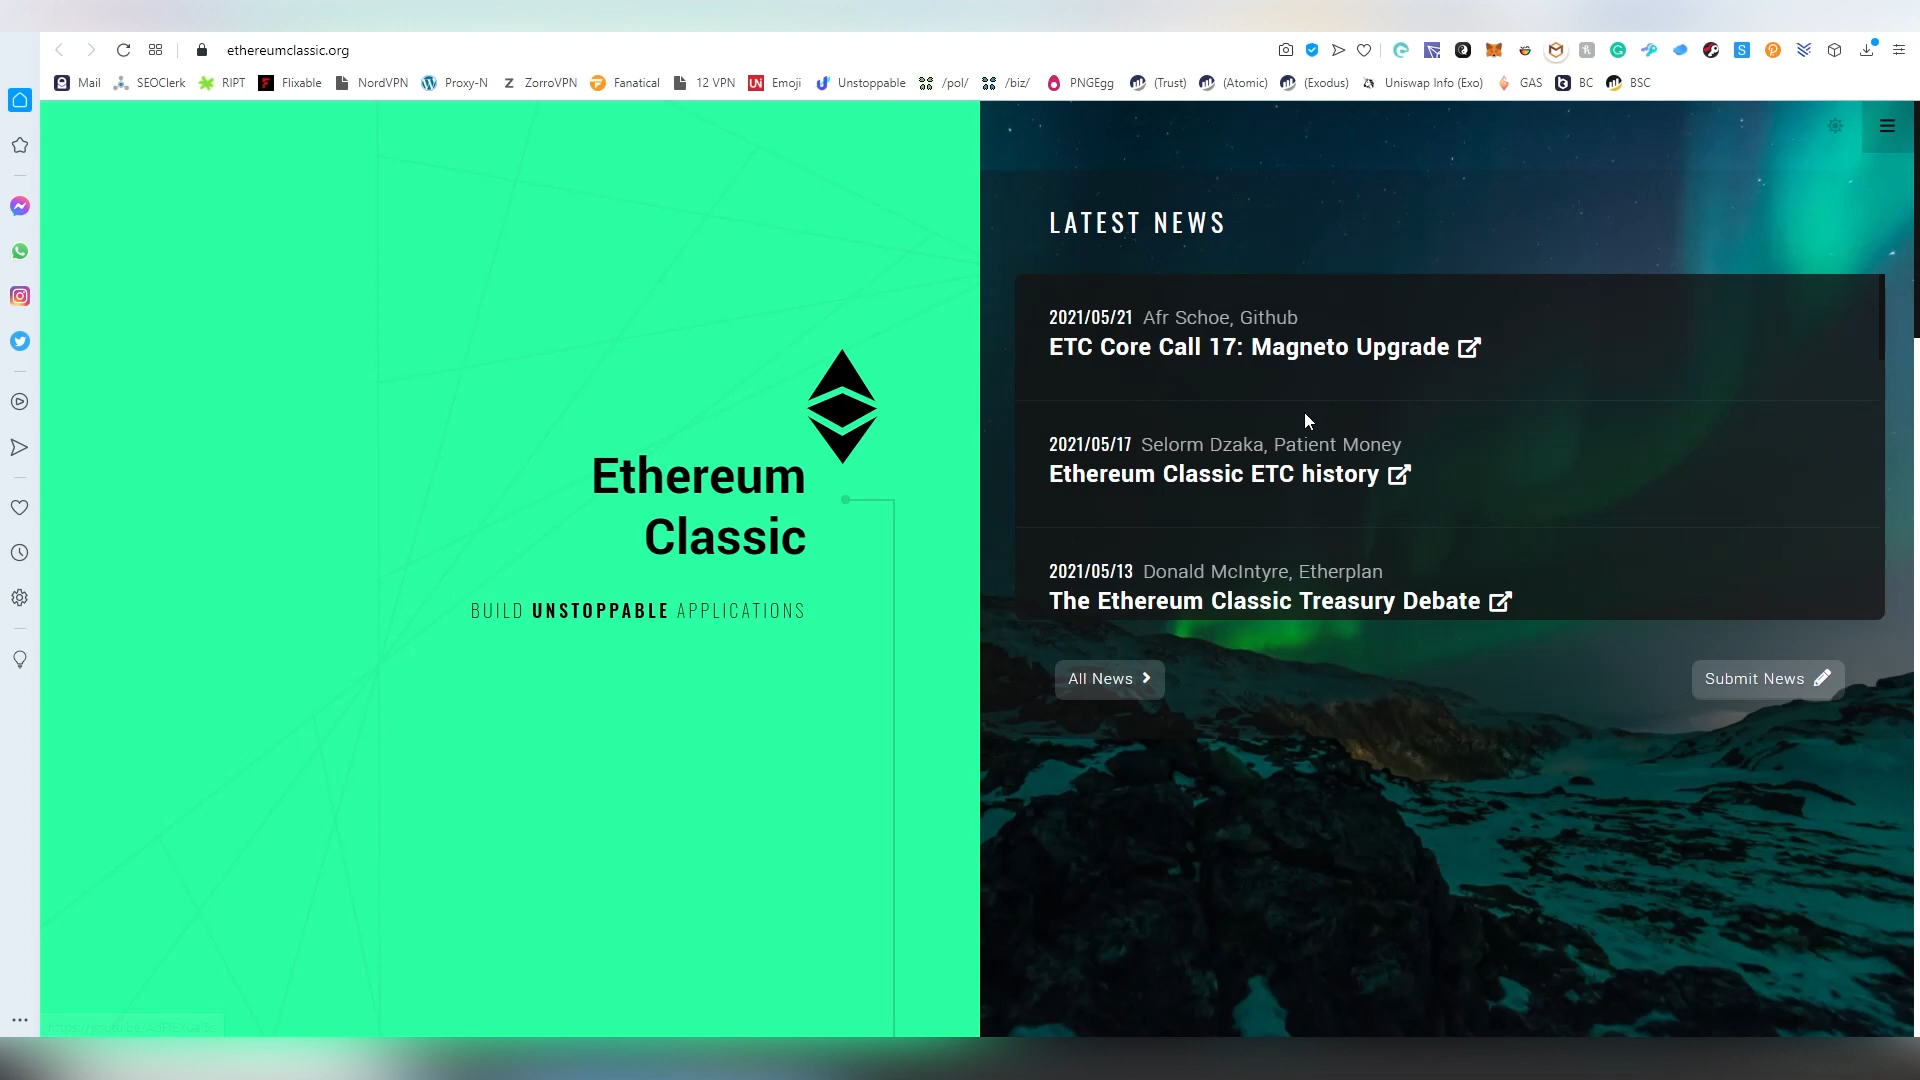 ethereumclassic.org
Mail SEOClerk RIPT Flixable NordVPN Proxy-N ZorroVPN Fanatical 12 VPN Emoji Unstoppable /pol/ /biz/ PNGEgg (Trust) (Atomic) (Exodus) Uniswap Info (Exo) GAS BC BSC
Ethereum
Classic
BUILD UNSTOPPABLE APPLICATIONS
LATEST NEWS
2021/05/21 Afr Schoe, Github
ETC Core Call 17: Magneto Upgrade
2021/05/17 Selorm Dzaka, Patient Money
Ethereum Classic ETC history
2021/05/13 Donald McIntyre, Etherplan
The Ethereum Classic Treasury Debate
All News
Submit News